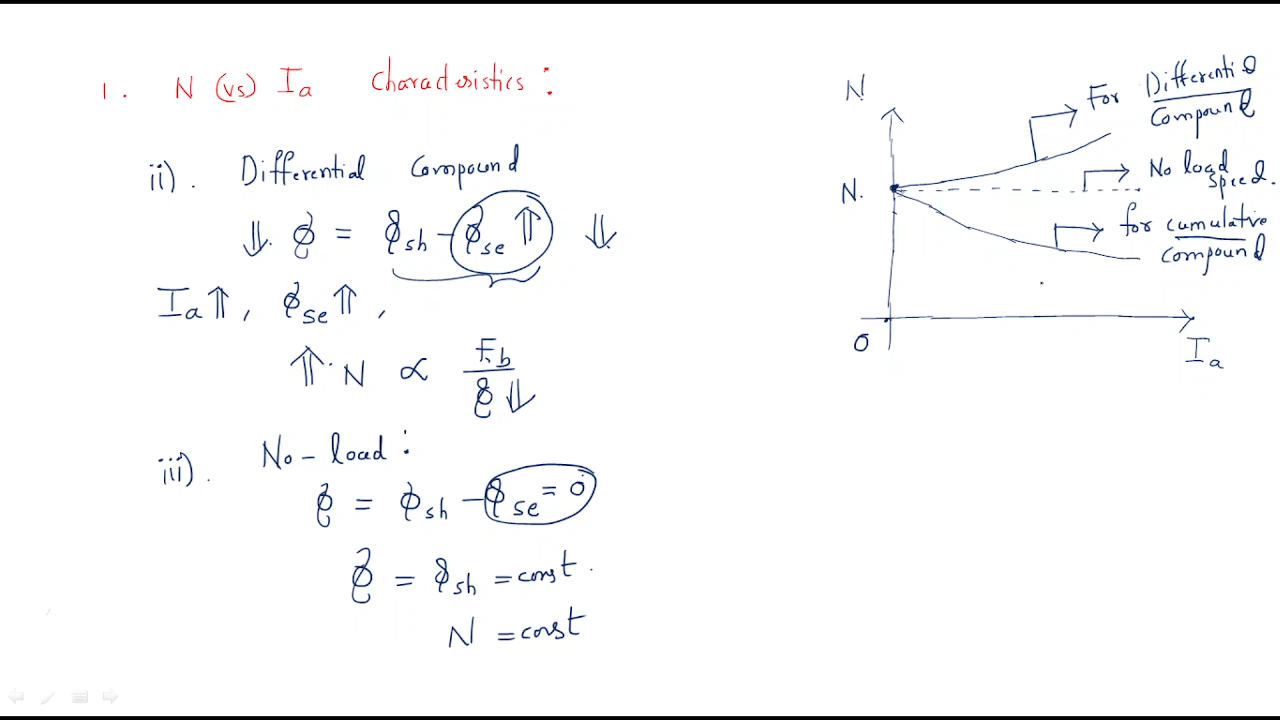 1. N (vs) Ia Characteristics :
ii). Differential Compound
⇓ φ = φsh − φse ⇑ ⇓
Ia ⇑ , φse ⇑ ,
⇑ N ∝ Eb / φ ⇓
iii). No-load :
φ = φsh − φse = 0
φ = φsh = const .
N = const
N
For Differential
Compound
N.
No load
speed.
for cumulative
compound
0
Ia